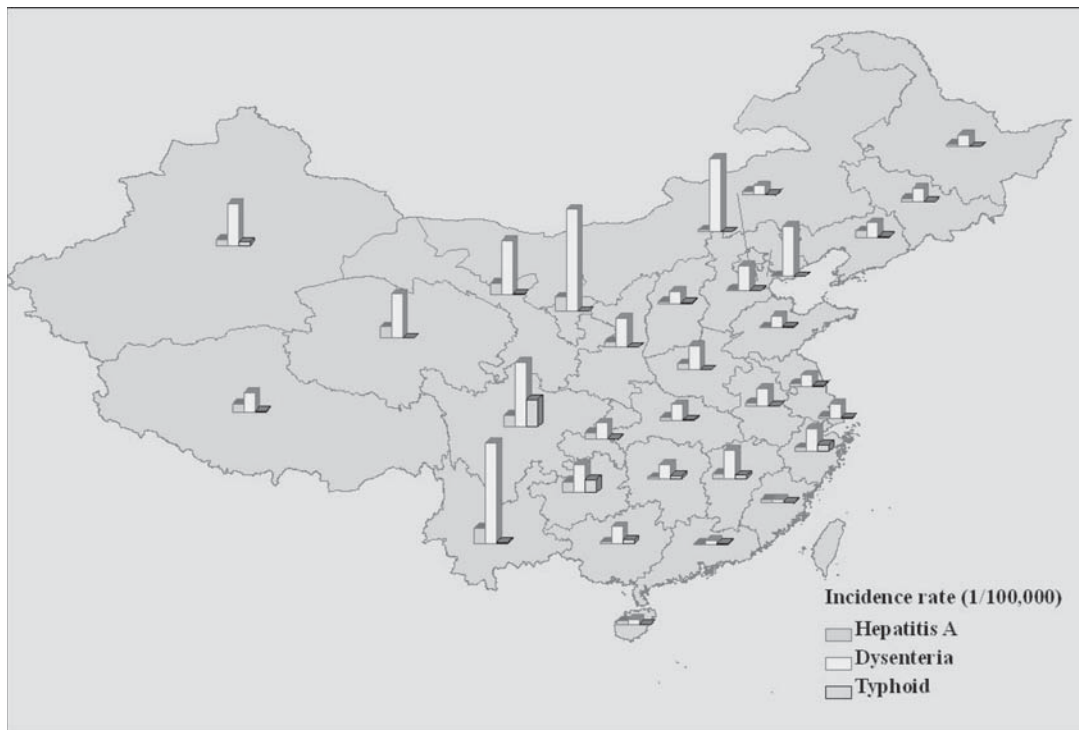 Incidence rate (1/100,000)
Hepatitis A
Dysenteria
Typhoid